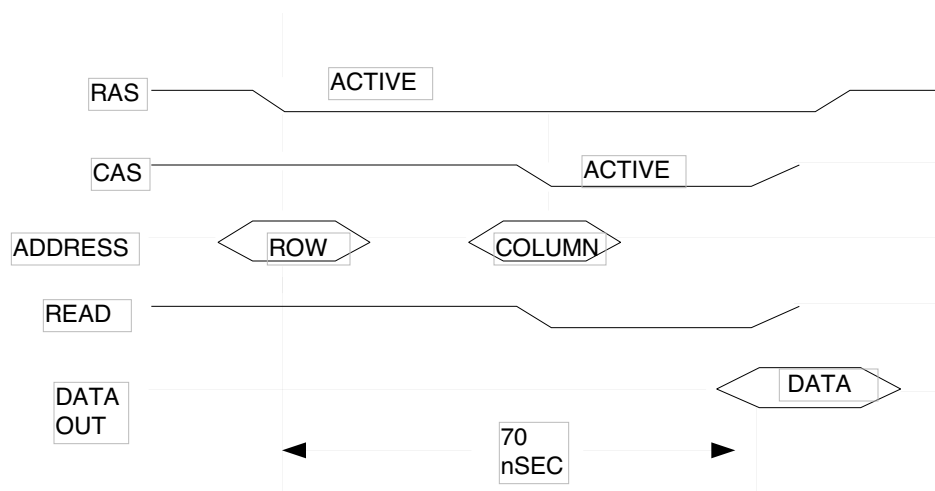 RAS
ACTIVE
CAS
ACTIVE
ADDRESS
ROW
COLUMN
READ
DATA
OUT
DATA
70
nSEC